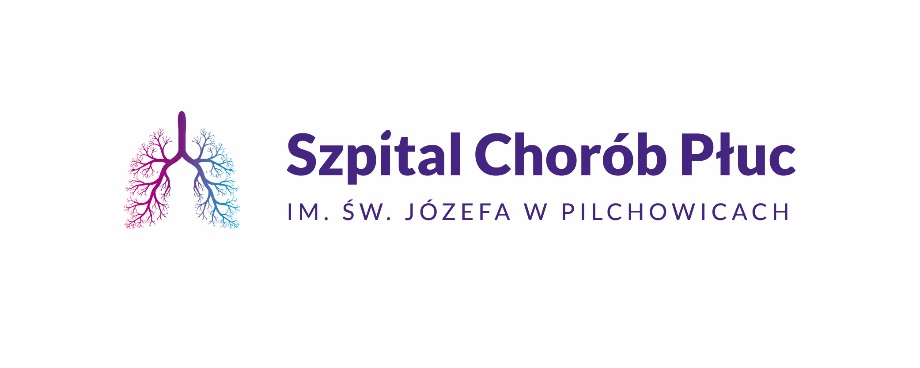 Szpital Chorób Płuc
IM. ŚW. JÓZEFA W PILCHOWICACH